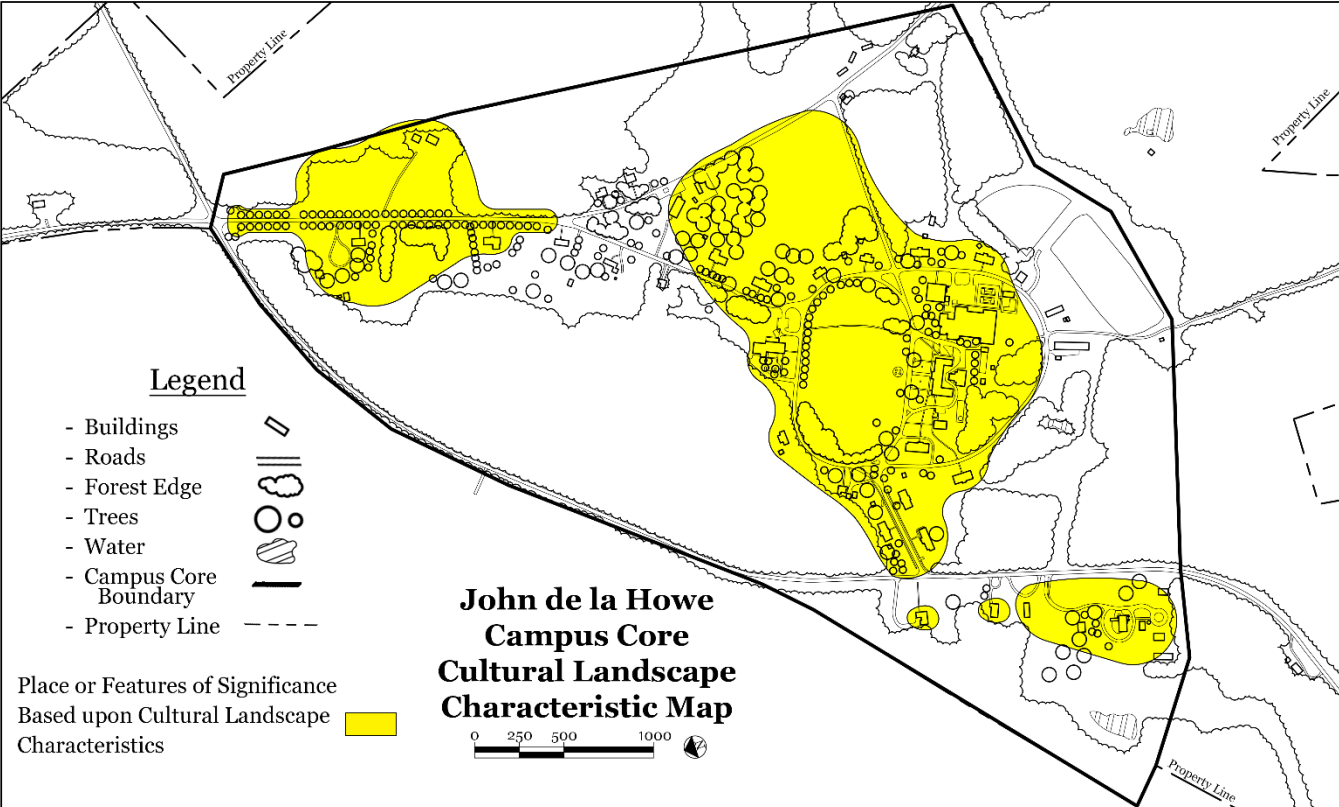 Property Line
Property Line
Legend
- Buildings
- Roads
- Forest Edge
- Trees
- Water
- Campus Core
Boundary
- Property Line
Place or Features of Significance
Based upon Cultural Landscape
Characteristics
John de la Howe
Campus Core
Cultural Landscape
Characteristic Map
0 250 500 1000
Property Line